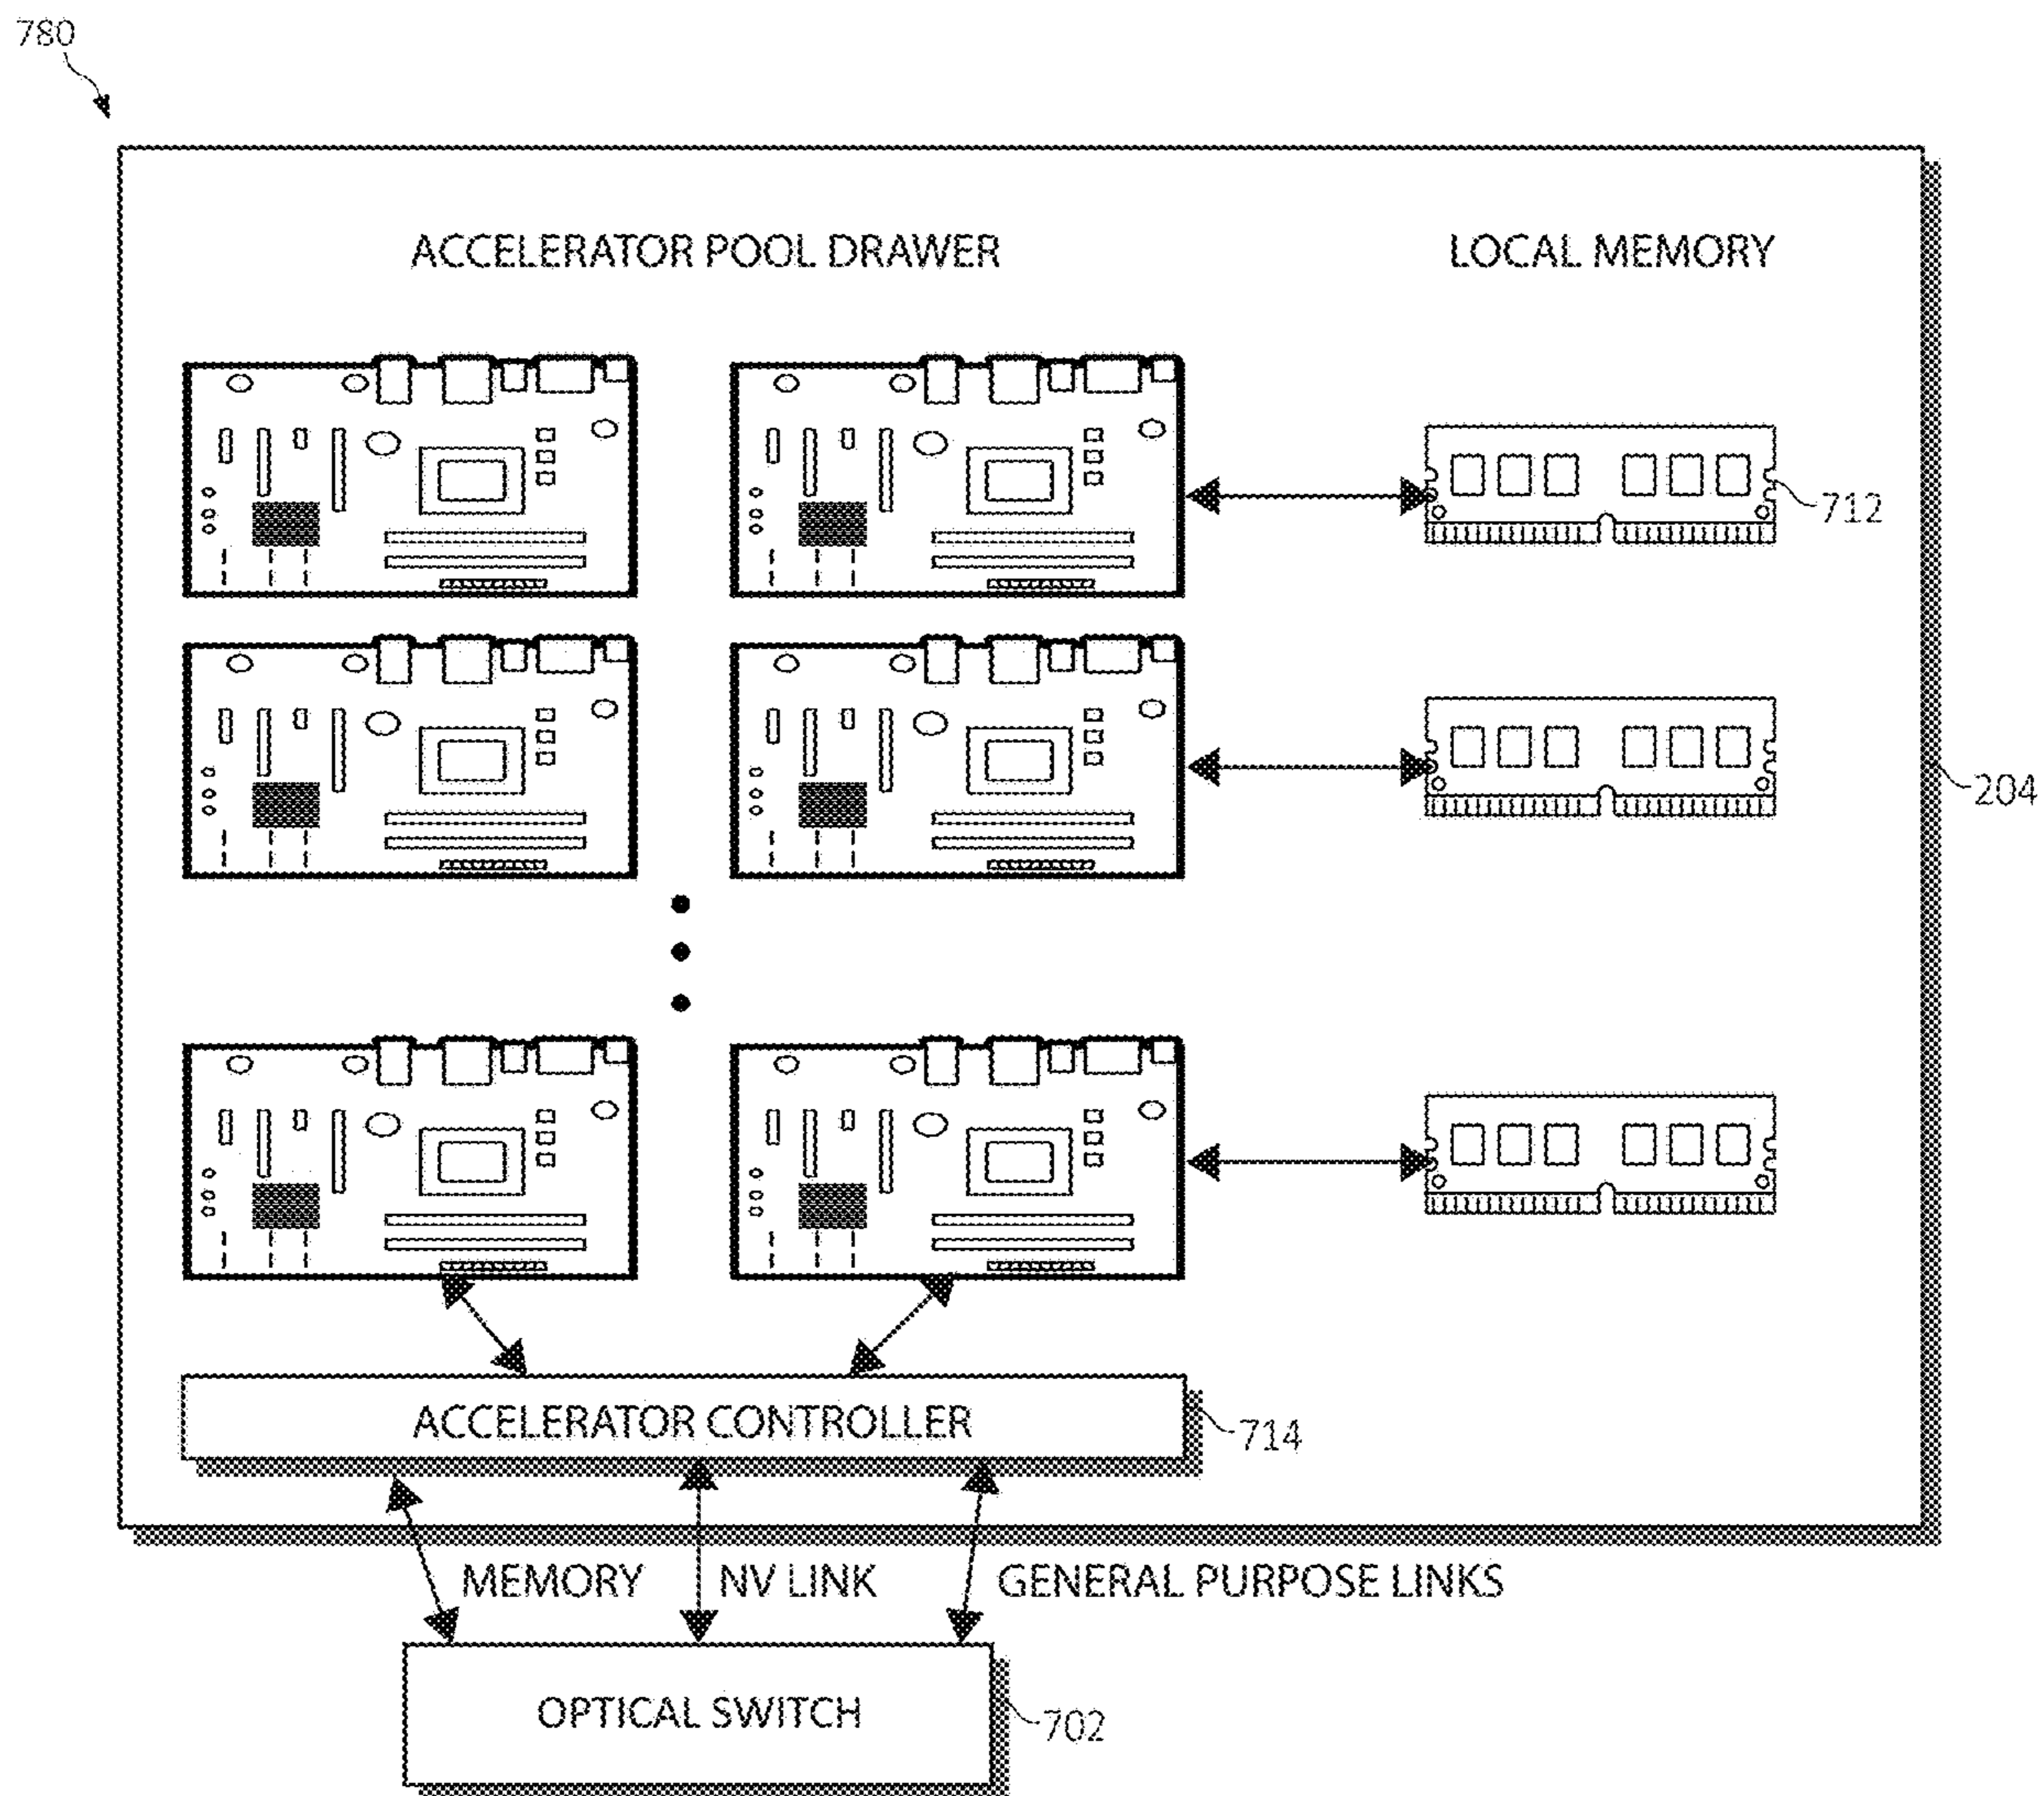 780
ACCELERATOR POOL DRAWER LOCAL MEMORY
712
204
ACCELERATOR CONTROLLER
714
MEMORY NV LINK GENERAL PURPOSE LINKS
OPTICAL SWITCH
702